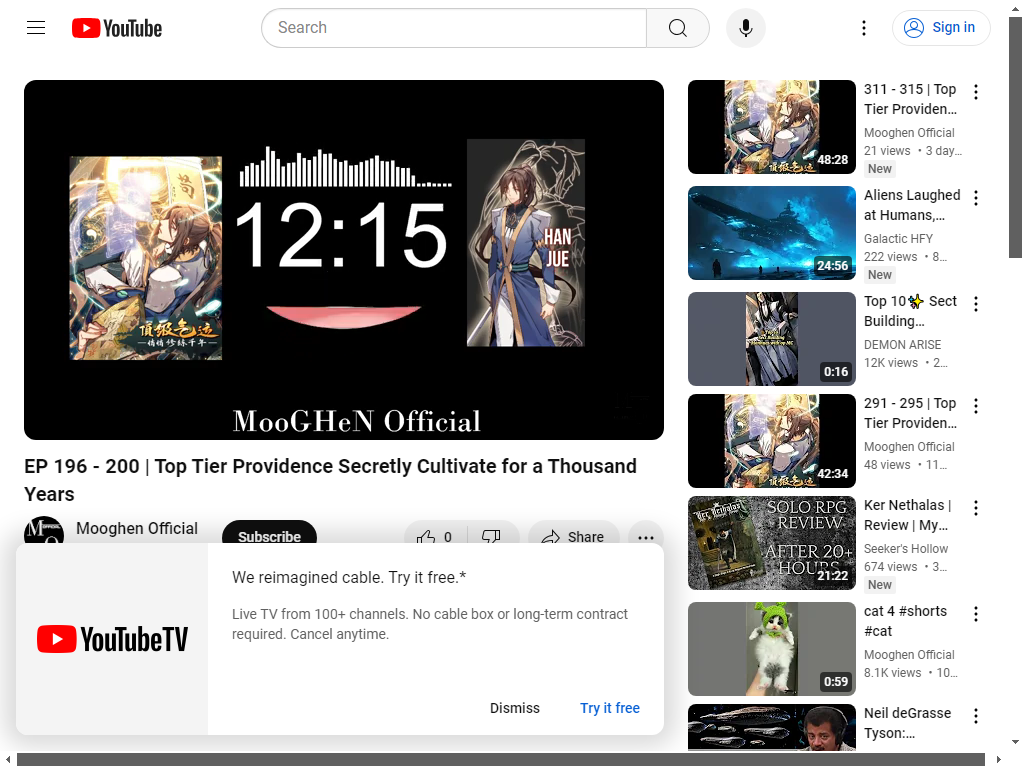 YouTube
Search
Sign in
頂級氣運
悄悄修練千年
12:15
HAN
JUE
MooGHeN Official
EP 196 - 200 | Top Tier Providence Secretly Cultivate for a Thousand
Years
Mooghen Official
Subscribe
0
Share
YouTubeTV
We reimagined cable. Try it free.*
Live TV from 100+ channels. No cable box or long-term contract
required. Cancel anytime.
Dismiss
Try it free
48:28
311 - 315 | Top
Tier Providen...
Mooghen Official
21 views • 3 day...
New
24:56
Aliens Laughed
at Humans,...
Galactic HFY
222 views • 8...
New
0:16
Top 10✨ Sect
Building...
DEMON ARISE
12K views • 2...
42:34
291 - 295 | Top
Tier Providen...
Mooghen Official
48 views • 11...
Ker Nethalas
SOLO RPG
REVIEW
AFTER 20+
HOURS
21:22
Ker Nethalas |
Review | My...
Seeker's Hollow
674 views • 3...
New
0:59
cat 4 #shorts
#cat
Mooghen Official
8.1K views • 10...
Neil deGrasse
Tyson:...